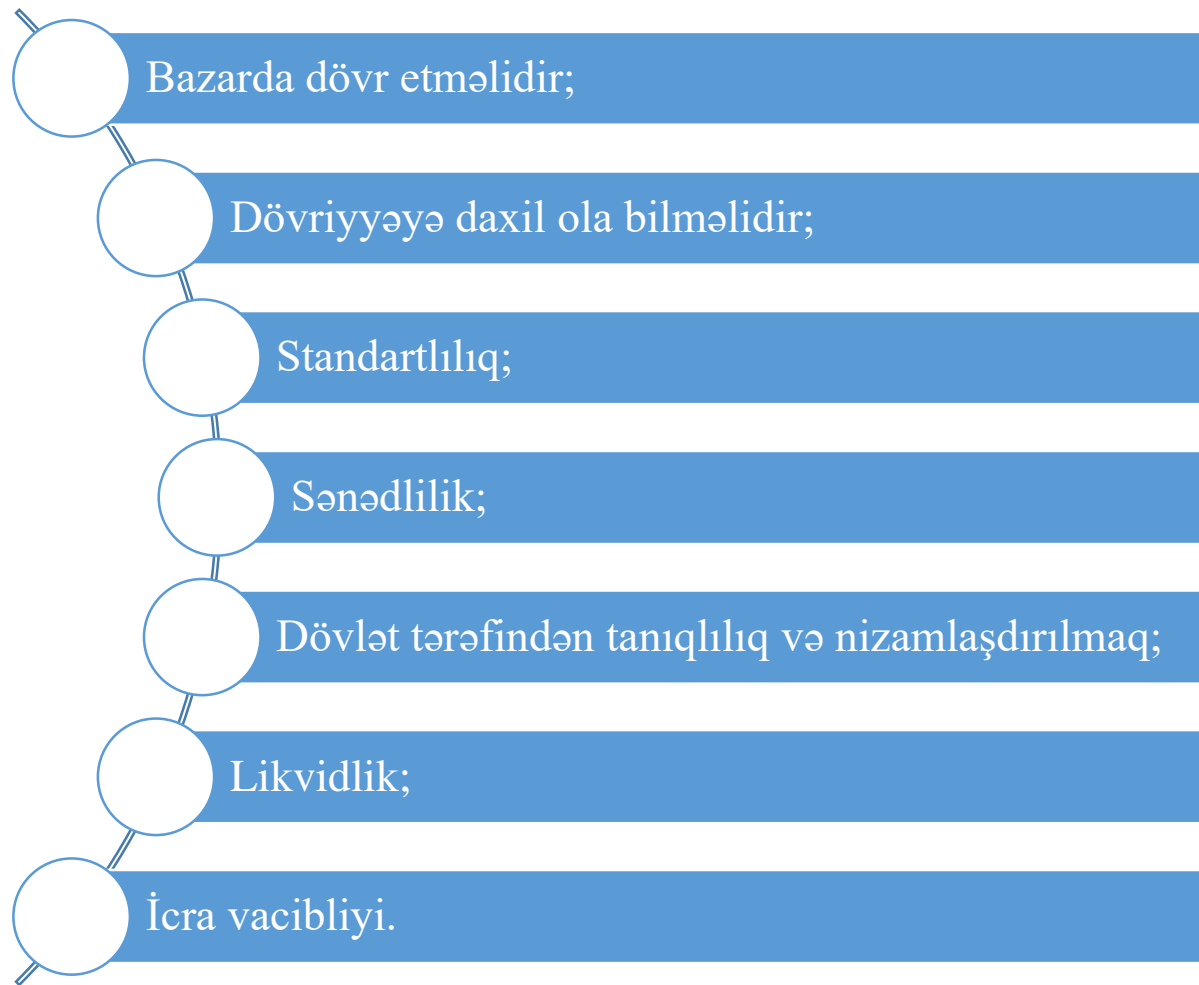 Bazarda dövr etməlidir;
Dövriyyəyə daxil ola bilməlidir;
Standartlılıq;
Sənədlilik;
Dövlət tərəfindən tanıqlılıq və nizamlaşdırılmaq;
Likvidlik;
İcra vacibliyi.